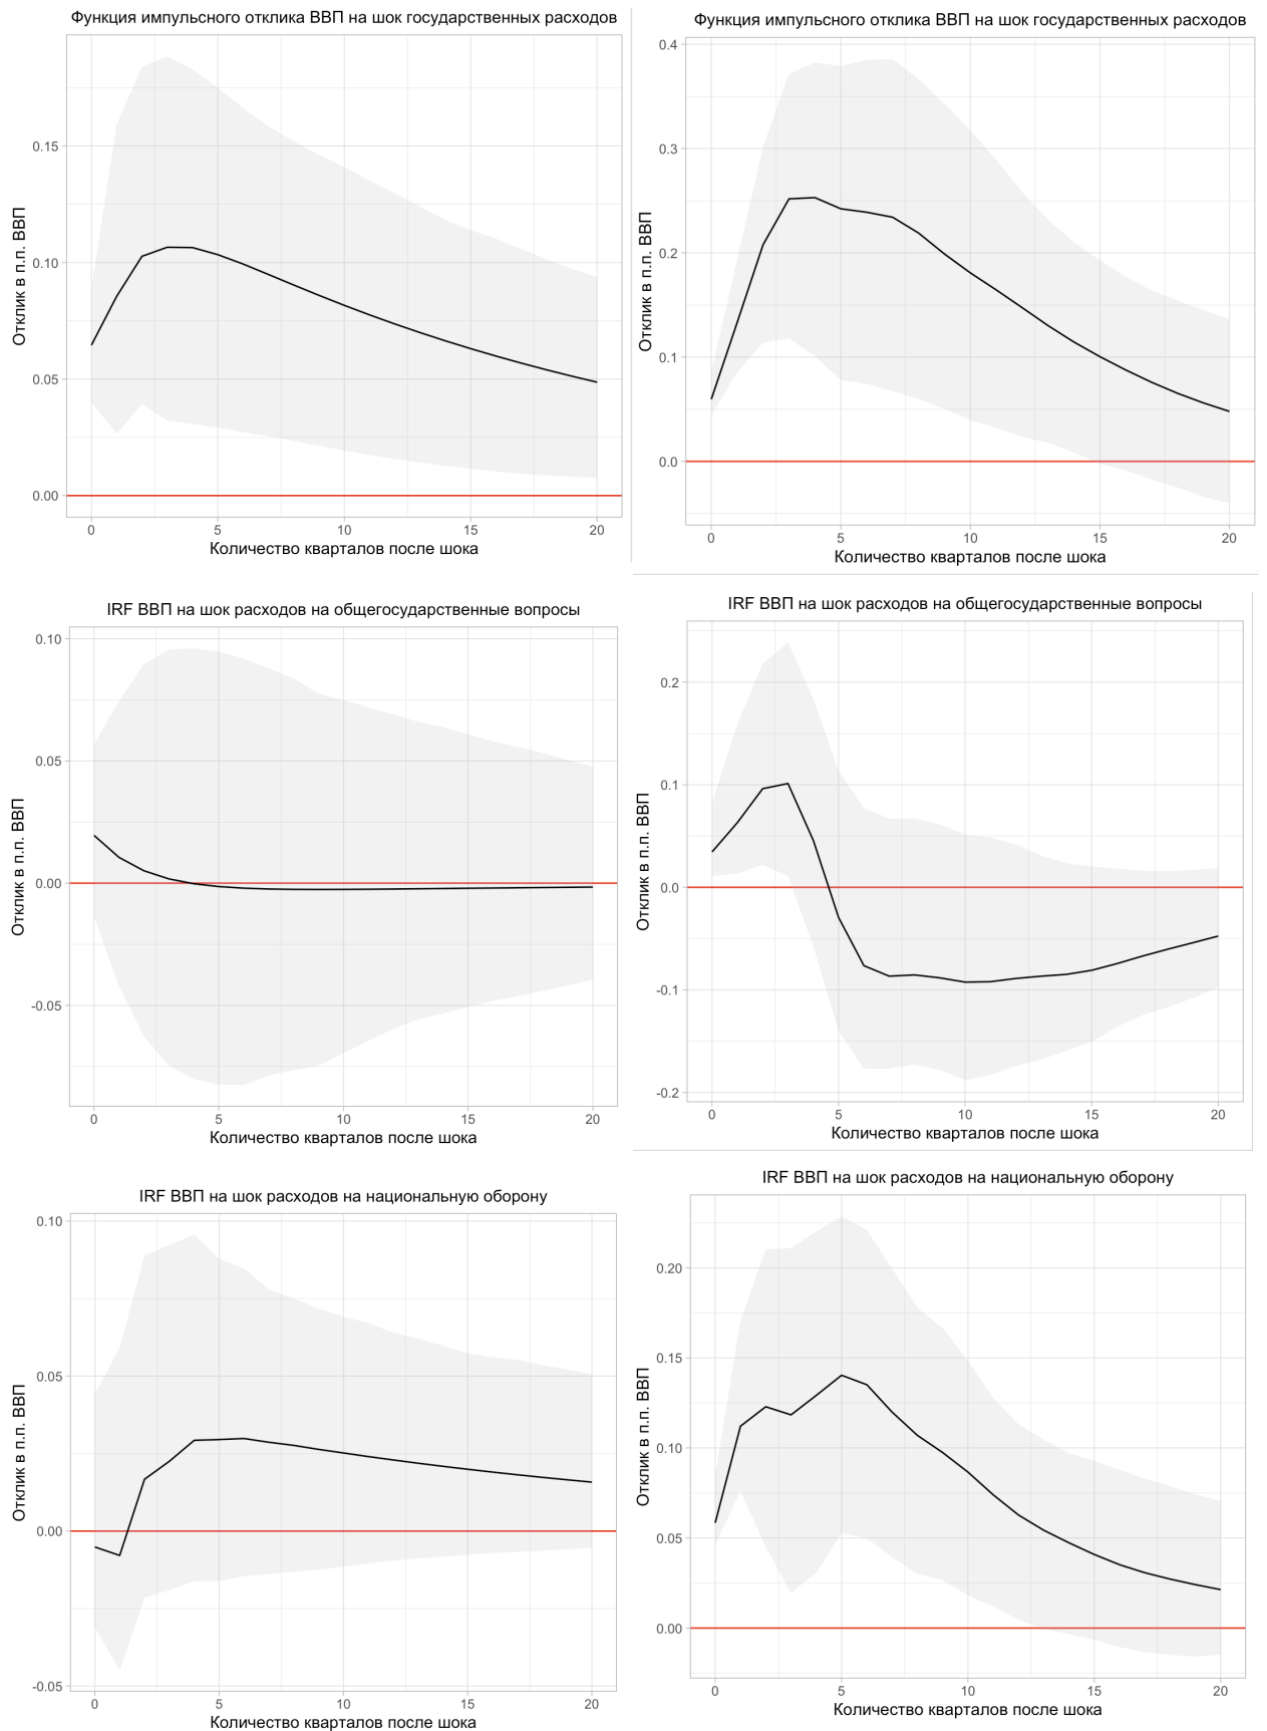 Функция импульсного отклика ВВП на шок государственных расходов
Отклик в п.п. ВВП
0.15
0.10
0.05
0.00
0 5 10 15 20
Количество кварталов после шока
Функция импульсного отклика ВВП на шок государственных расходов
Отклик в п.п. ВВП
0.4
0.3
0.2
0.1
0.0
0 5 10 15 20
Количество кварталов после шока
IRF ВВП на шок расходов на общегосударственные вопросы
Отклик в п.п. ВВП
0.10
0.05
0.00
-0.05
0 5 10 15 20
Количество кварталов после шока
IRF ВВП на шок расходов на общегосударственные вопросы
Отклик в п.п. ВВП
0.2
0.1
0.0
-0.1
-0.2
0 5 10 15 20
Количество кварталов после шока
IRF ВВП на шок расходов на национальную оборону
Отклик в п.п. ВВП
0.10
0.05
0.00
-0.05
0 5 10 15 20
Количество кварталов после шока
IRF ВВП на шок расходов на национальную оборону
Отклик в п.п. ВВП
0.20
0.15
0.10
0.05
0.00
0 5 10 15 20
Количество кварталов после шока